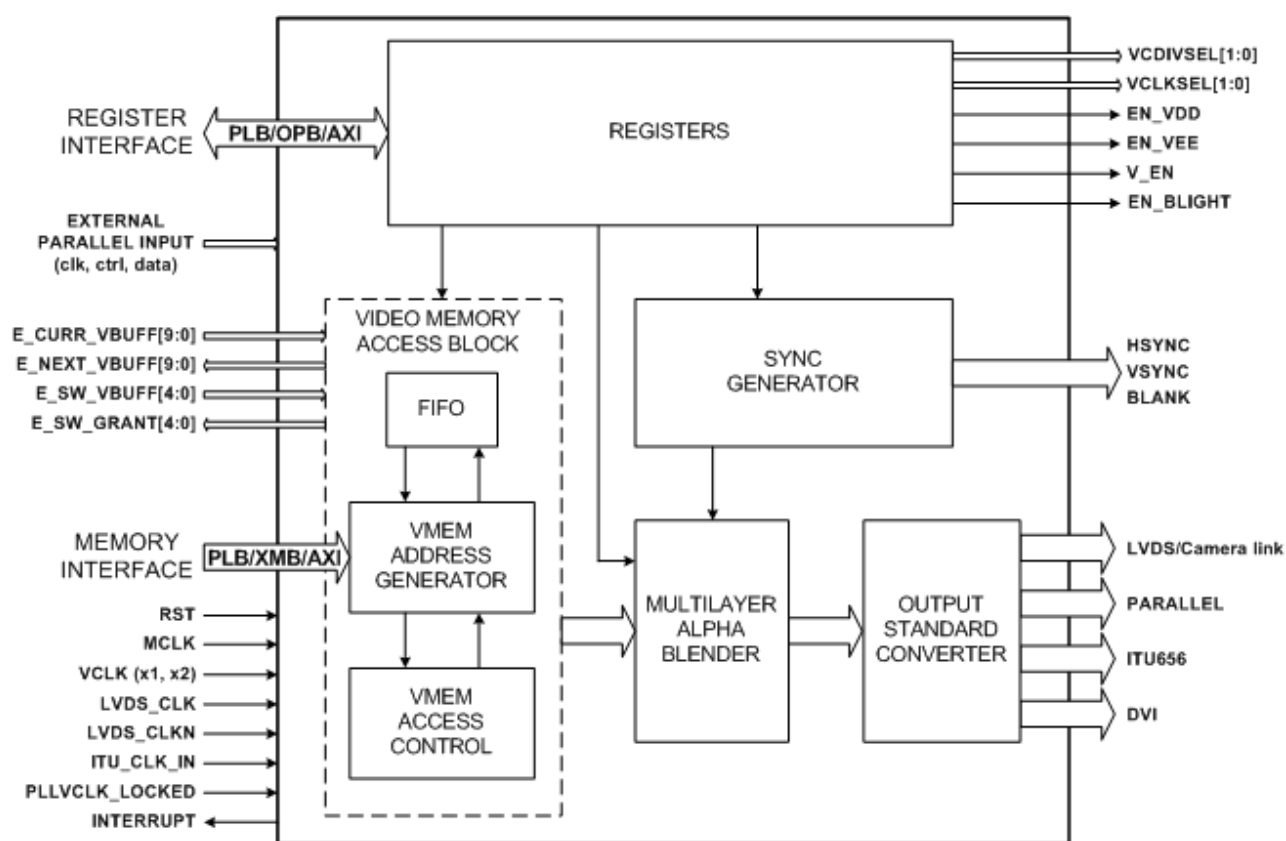 VCDIVSEL[1:0]
VCLKSEL[1:0]
EN_VDD
EN_VEE
V_EN
EN_BLIGHT
REGISTER
INTERFACE
PLB/OPB/AXI
REGISTERS
EXTERNAL
PARALLEL INPUT
(clk, ctrl, data)
E_CURR_VBUFF[9:0]
E_NEXT_VBUFF[9:0]
E_SW_VBUFF[4:0]
E_SW_GRANT[4:0]
VIDEO MEMORY
ACCESS BLOCK
FIFO
SYNC
GENERATOR
HSYNC
VSYNC
BLANK
MEMORY
INTERFACE
PLB/XMB/AXI
VMEM
ADDRESS
GENERATOR
VMEM
ACCESS
CONTROL
MULTILAYER
ALPHA
BLENDER
OUTPUT
STANDARD
CONVERTER
LVDS/Camera link
PARALLEL
ITU656
DVI
RST
MCLK
VCLK (x1, x2)
LVDS_CLK
LVDS_CLKN
ITU_CLK_IN
PLLVCLK_LOCKED
INTERRUPT